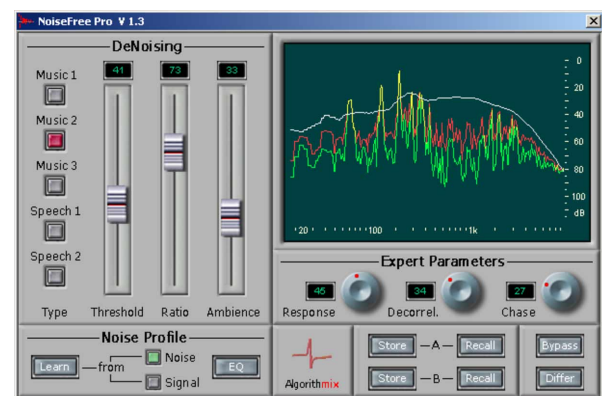 NoiseFree Pro V 1.3
DeNoising
Music 1
Music 2
Music 3
Speech 1
Speech 2
41 73 33
Type Threshold Ratio Ambience
0
20
40
60
80
100
dB
20 100 1k
Expert Parameters
45 34 27
Response Decorrel. Chase
Noise Profile
Learn from Noise
Signal
EQ
Algorithmix
Store A Recall
Store B Recall
Bypass
Differ